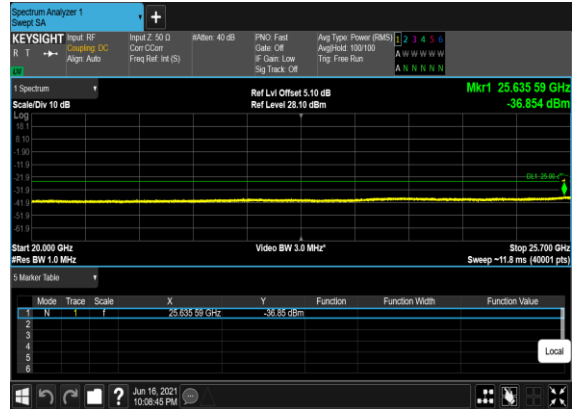 Spectrum Analyzer 1
Swept SA
+
KEYSIGHT
R T
Input: RF
Coupling: DC
Align: Auto
Input Z: 50 Ω
Corr CCorr
Freq Ref: Int (S)
#Atten: 40 dB
PNO: Fast
Gate: Off
IF Gain: Low
Sig Track: Off
Avg Type: Power (RMS)
Avg|Hold: 100/100
Trig: Free Run
1 2 3 4 5 6
A W W W W W
A N N N N N
1 Spectrum
Scale/Div 10 dB
Ref Lvl Offset 5.10 dB
Ref Level 28.10 dBm
Mkr1 25.635 59 GHz
-36.854 dBm
Log
18.1
8.10
-1.90
-11.9
-21.9
-31.9
-41.9
-51.9
-61.9
Start 20.000 GHz
#Res BW 1.0 MHz
Video BW 3.0 MHz*
Stop 25.700 GHz
Sweep ~11.8 ms (40001 pts)
5 Marker Table
Mode Trace Scale X Y Function Function Width Function Value
1 N 1 f 25.635 59 GHz -36.85 dBm
2
3
4
5
6
Local
?
Jun 16, 2021
10:08:45 PM